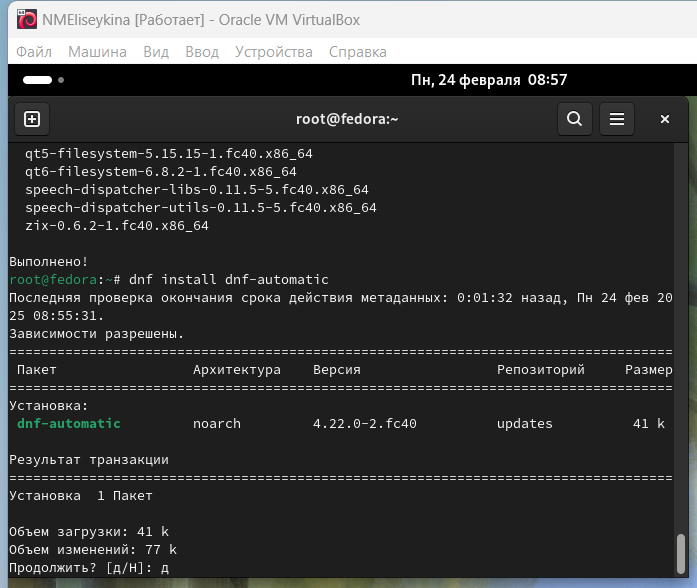 NMEliseykina [Работает] - Oracle VM VirtualBox
Файл Машина Вид Ввод Устройства Справка
Пн, 24 февраля 08:57
root@fedora:~
qt5-filesystem-5.15.15-1.fc40.x86_64
qt6-filesystem-6.8.2-1.fc40.x86_64
speech-dispatcher-libs-0.11.5-5.fc40.x86_64
speech-dispatcher-utils-0.11.5-5.fc40.x86_64
zix-0.6.2-1.fc40.x86_64
Выполнено!
root@fedora:~# dnf install dnf-automatic
Последняя проверка окончания срока действия метаданных: 0:01:32 назад, Пн 24 фев 20
25 08:55:31.
Зависимости разрешены.
===================================================================================
Пакет Архитектура Версия Репозиторий Размер
===================================================================================
Установка:
dnf-automatic noarch 4.22.0-2.fc40 updates 41 k
Результат транзакции
===================================================================================
Установка 1 Пакет
Объем загрузки: 41 k
Объем изменений: 77 k
Продолжить? [д/Н]: д